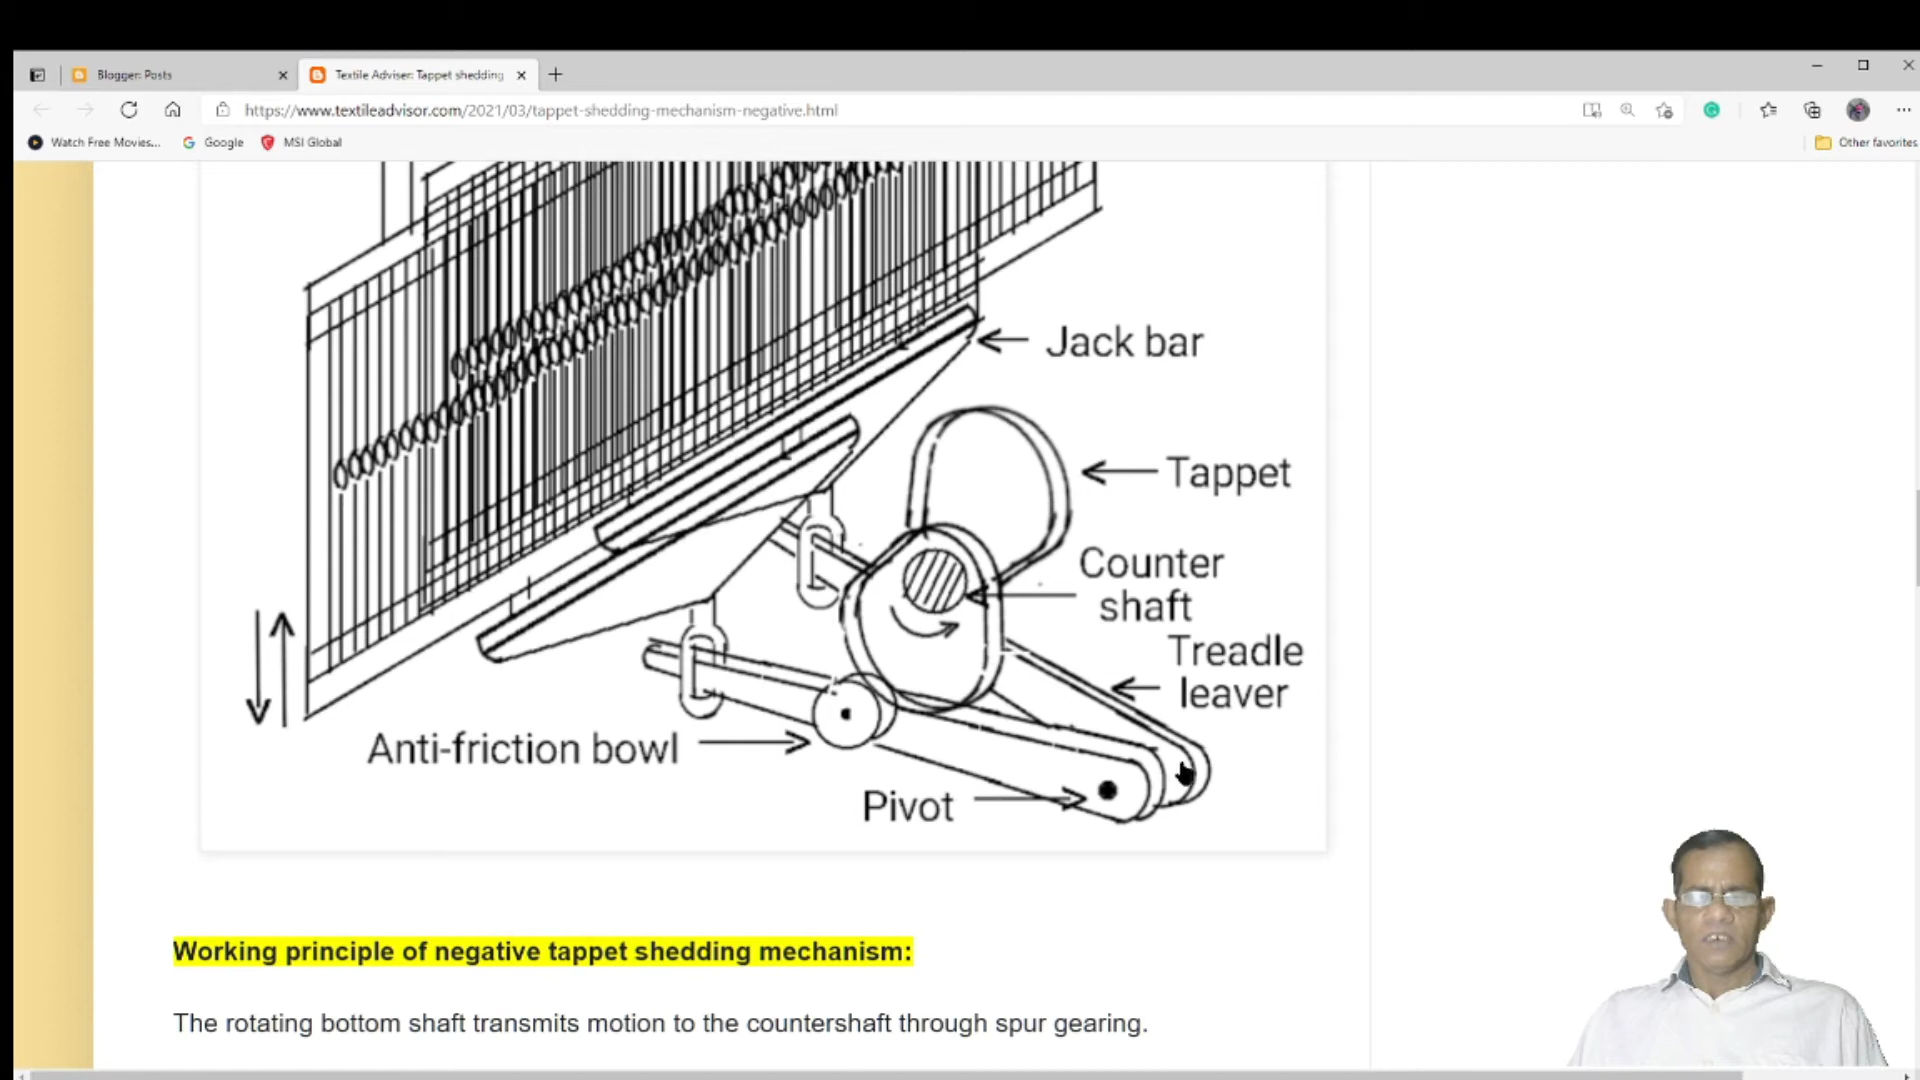 Blogger: Posts
Textile Adviser: Tappet shedding
https://www.textileadvisor.com/2021/03/tappet-shedding-mechanism-negative.html
Watch Free Movies...
Google
MSI Global
Other favorites
Jack bar
Tappet
Counter
shaft
Treadle
leaver
Anti-friction bowl
Pivot
Working principle of negative tappet shedding mechanism:
The rotating bottom shaft transmits motion to the countershaft through spur gearing.